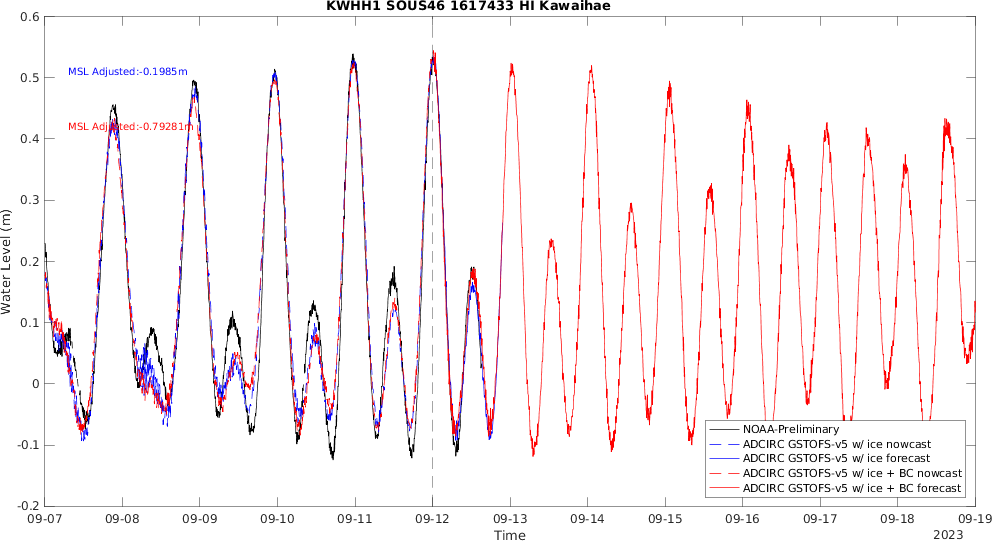 KWHH1 SOUS46 1617433 HI Kawaihae
0.6
0.5
0.4
0.3
0.2
0.1
0
-0.1
-0.2
Water Level (m)
MSL Adjusted:-0.1985m
MSL Adjusted:-0.79281m
NOAA-Preliminary
ADCIRC GSTOFS-v5 w/ ice nowcast
ADCIRC GSTOFS-v5 w/ ice forecast
ADCIRC GSTOFS-v5 w/ ice + BC nowcast
ADCIRC GSTOFS-v5 w/ ice + BC forecast
09-07 09-08 09-09 09-10 09-11 09-12 09-13 09-14 09-15 09-16 09-17 09-18 09-19
Time
2023